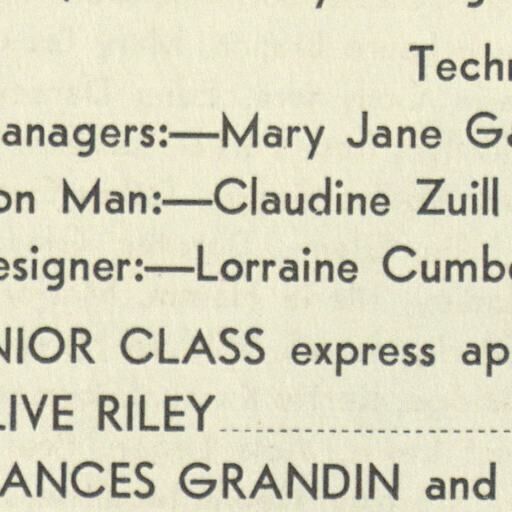 Techn
anagers:—Mary Jane Ga
on Man:—Claudine Zuill
esigner:—Lorraine Cumbe
NIOR CLASS express ap
LIVE RILEY
ANCES GRANDIN and